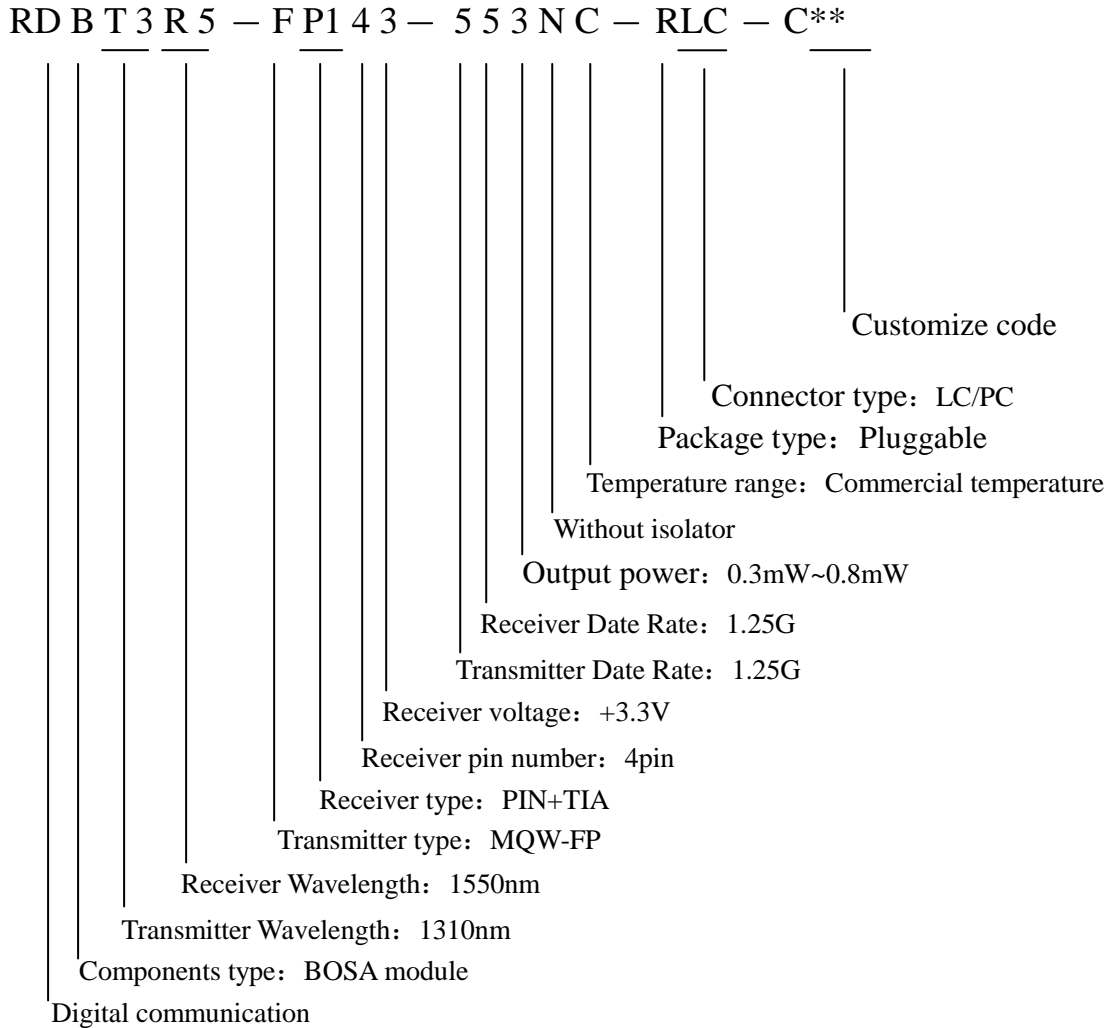 RD B T 3 R 5 － F P1 4 3 － 5 5 3 N C － RLC － C**
Customize code
Connector type：LC/PC
Package type：Pluggable
Temperature range：Commercial temperature
Without isolator
Output power：0.3mW~0.8mW
Receiver Date Rate：1.25G
Transmitter Date Rate：1.25G
Receiver voltage：+3.3V
Receiver pin number：4pin
Receiver type：PIN+TIA
Transmitter type：MQW-FP
Receiver Wavelength：1550nm
Transmitter Wavelength：1310nm
Components type：BOSA module
Digital communication